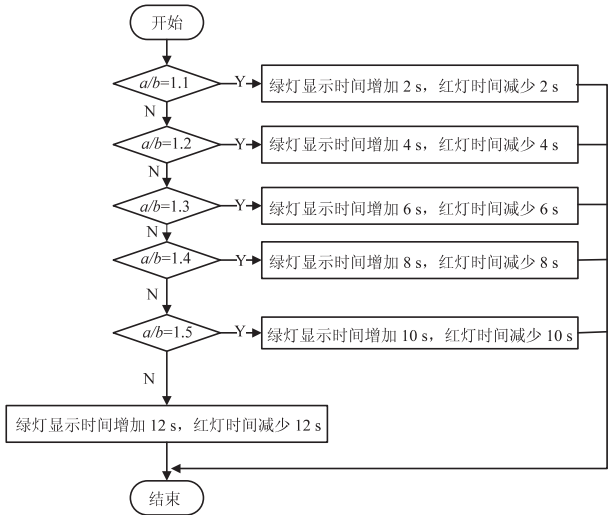 开始
a/b=1.1
Y
绿灯显示时间增加 2 s，红灯时间减少 2 s
N
a/b=1.2
Y
绿灯显示时间增加 4 s，红灯时间减少 4 s
N
a/b=1.3
Y
绿灯显示时间增加 6 s，红灯时间减少 6 s
N
a/b=1.4
Y
绿灯显示时间增加 8 s，红灯时间减少 8 s
N
a/b=1.5
Y
绿灯显示时间增加 10 s，红灯时间减少 10 s
N
绿灯显示时间增加 12 s，红灯时间减少 12 s
结束